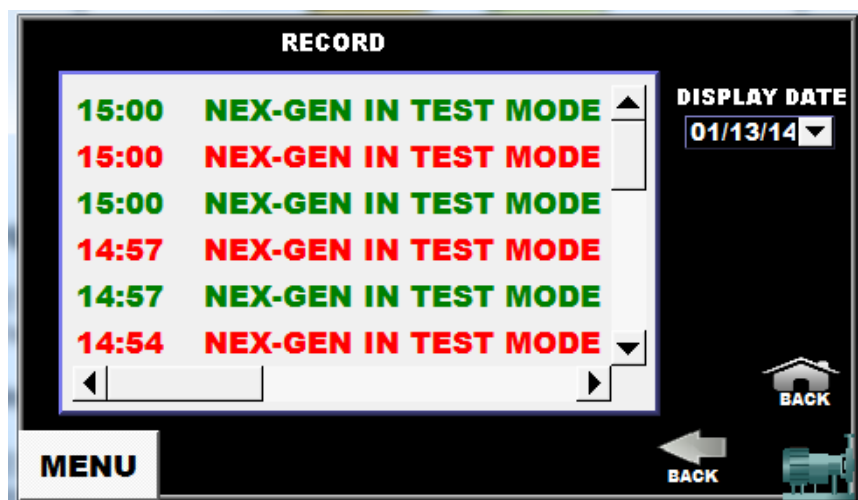 RECORD
15:00 NEX-GEN IN TEST MODE
15:00 NEX-GEN IN TEST MODE
15:00 NEX-GEN IN TEST MODE
14:57 NEX-GEN IN TEST MODE
14:57 NEX-GEN IN TEST MODE
14:54 NEX-GEN IN TEST MODE
DISPLAY DATE
01/13/14
BACK
MENU
BACK